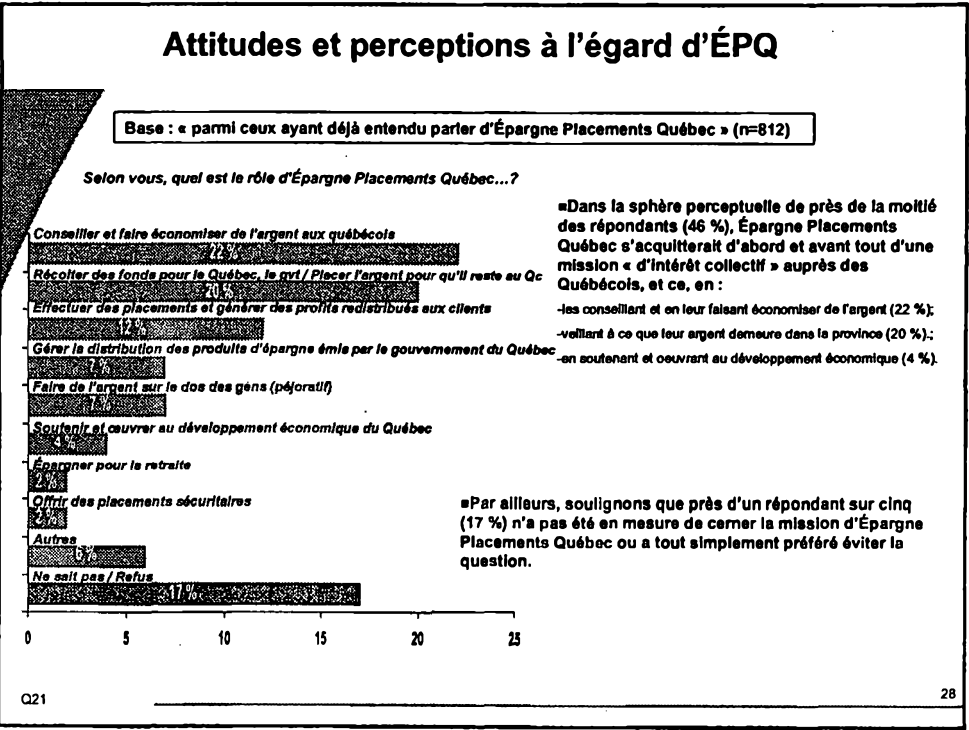 Attitudes et perceptions à l'égard d'ÉPQ
Base : « parmi ceux ayant déjà entendu parler d'Épargne Placements Québec » (n=812)
Selon vous, quel est le rôle d'Épargne Placements Québec...?
Conseiller et faire économiser de l'argent aux québécois
22 %
Récolter des fonds pour le Québec, le gvt / Placer l'argent pour qu'il reste au Qc
20 %
Effectuer des placements et générer des profits redistribués aux clients
12 %
Gérer la distribution des produits d'épargne émis par le gouvernement du Québec
7 %
Faire de l'argent sur le dos des gens (péjoratif)
7 %
Soutenir et œuvrer au développement économique du Québec
4 %
Épargner pour la retraite
2 %
Offrir des placements sécuritaires
2 %
Autres
6 %
Ne sait pas / Refus
17 %
0 5 10 15 20 25
■Dans la sphère perceptuelle de près de la moitié
des répondants (46 %), Épargne Placements
Québec s'acquitterait d'abord et avant tout d'une
mission « d'intérêt collectif » auprès des
Québécois, et ce, en :
-les conseillant et en leur faisant économiser de l'argent (22 %);
-veillant à ce que leur argent demeure dans la province (20 %).;
-en soutenant et oeuvrant au développement économique (4 %).
■Par ailleurs, soulignons que près d'un répondant sur cinq
(17 %) n'a pas été en mesure de cerner la mission d'Épargne
Placements Québec ou a tout simplement préféré éviter la
question.
Q21
28